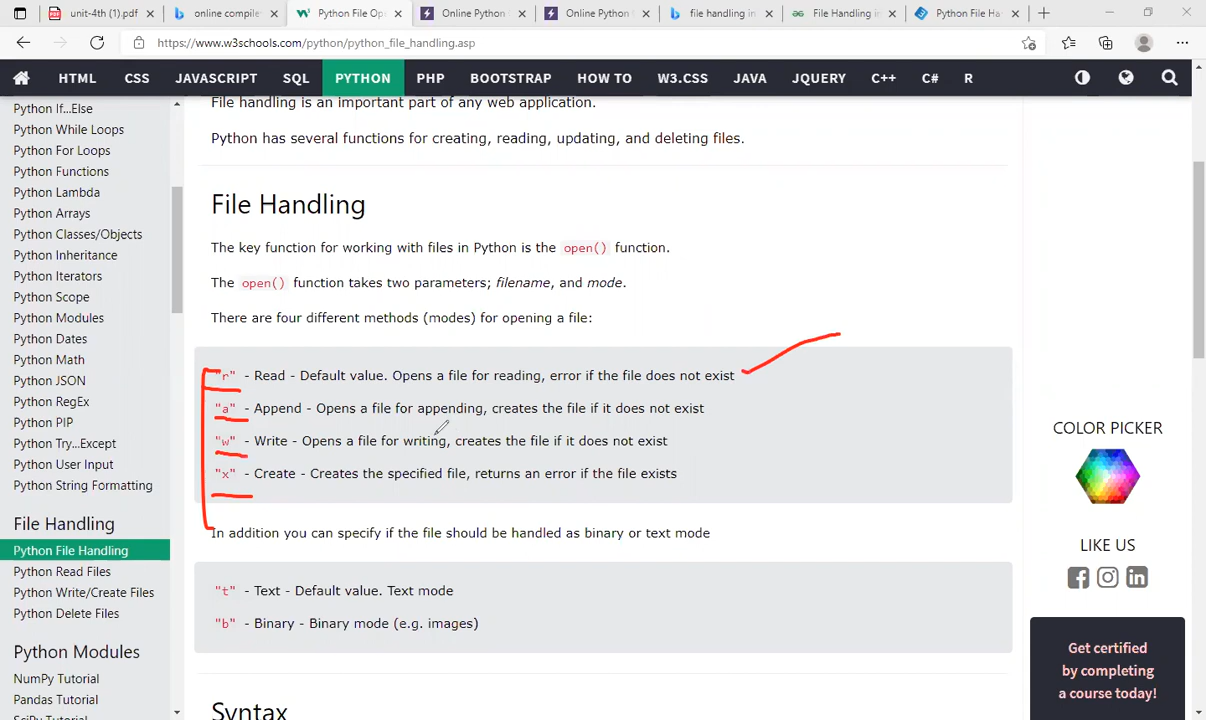 unit-4th (1).pdf
online compile
Python File Op
Online Python
Online Python
file handling in
File Handling in
Python File Ha
https://www.w3schools.com/python/python_file_handling.asp
HTML CSS JAVASCRIPT SQL PYTHON PHP BOOTSTRAP HOW TO W3.CSS JAVA JQUERY C++ C# R
Python If...Else
Python While Loops
Python For Loops
Python Functions
Python Lambda
Python Arrays
Python Classes/Objects
Python Inheritance
Python Iterators
Python Scope
Python Modules
Python Dates
Python Math
Python JSON
Python RegEx
Python PIP
Python Try...Except
Python User Input
Python String Formatting
File Handling
Python File Handling
Python Read Files
Python Write/Create Files
Python Delete Files
Python Modules
NumPy Tutorial
Pandas Tutorial
SciPy Tutorial
File handling is an important part of any web application.
Python has several functions for creating, reading, updating, and deleting files.
File Handling
The key function for working with files in Python is the open() function.
The open() function takes two parameters; filename, and mode.
There are four different methods (modes) for opening a file:
"r" - Read - Default value. Opens a file for reading, error if the file does not exist
"a" - Append - Opens a file for appending, creates the file if it does not exist
"w" - Write - Opens a file for writing, creates the file if it does not exist
"x" - Create - Creates the specified file, returns an error if the file exists
In addition you can specify if the file should be handled as binary or text mode
"t" - Text - Default value. Text mode
"b" - Binary - Binary mode (e.g. images)
Syntax
COLOR PICKER
LIKE US
Get certified
by completing
a course today!